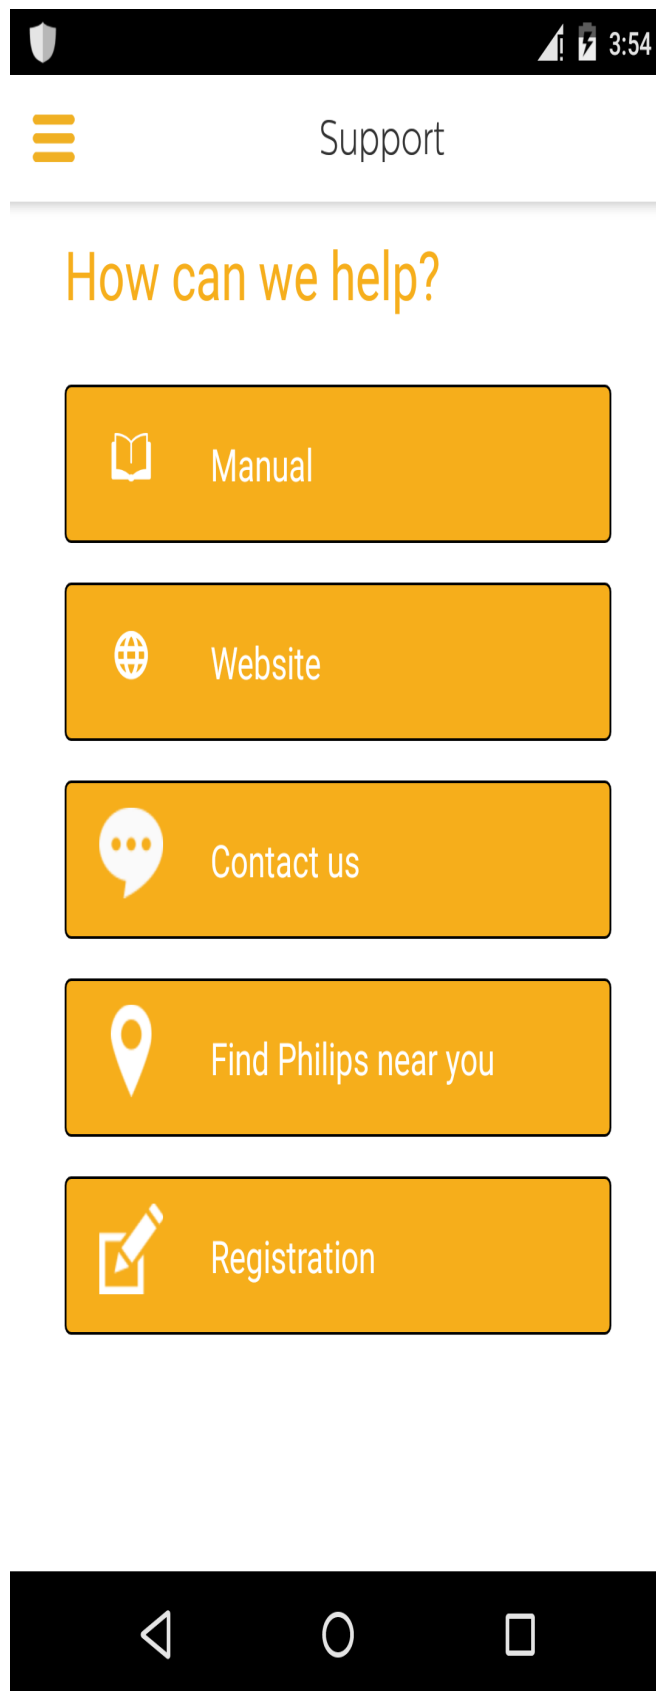 3:54
Support
How can we help?
Manual
Website
Contact us
Find Philips near you
Registration